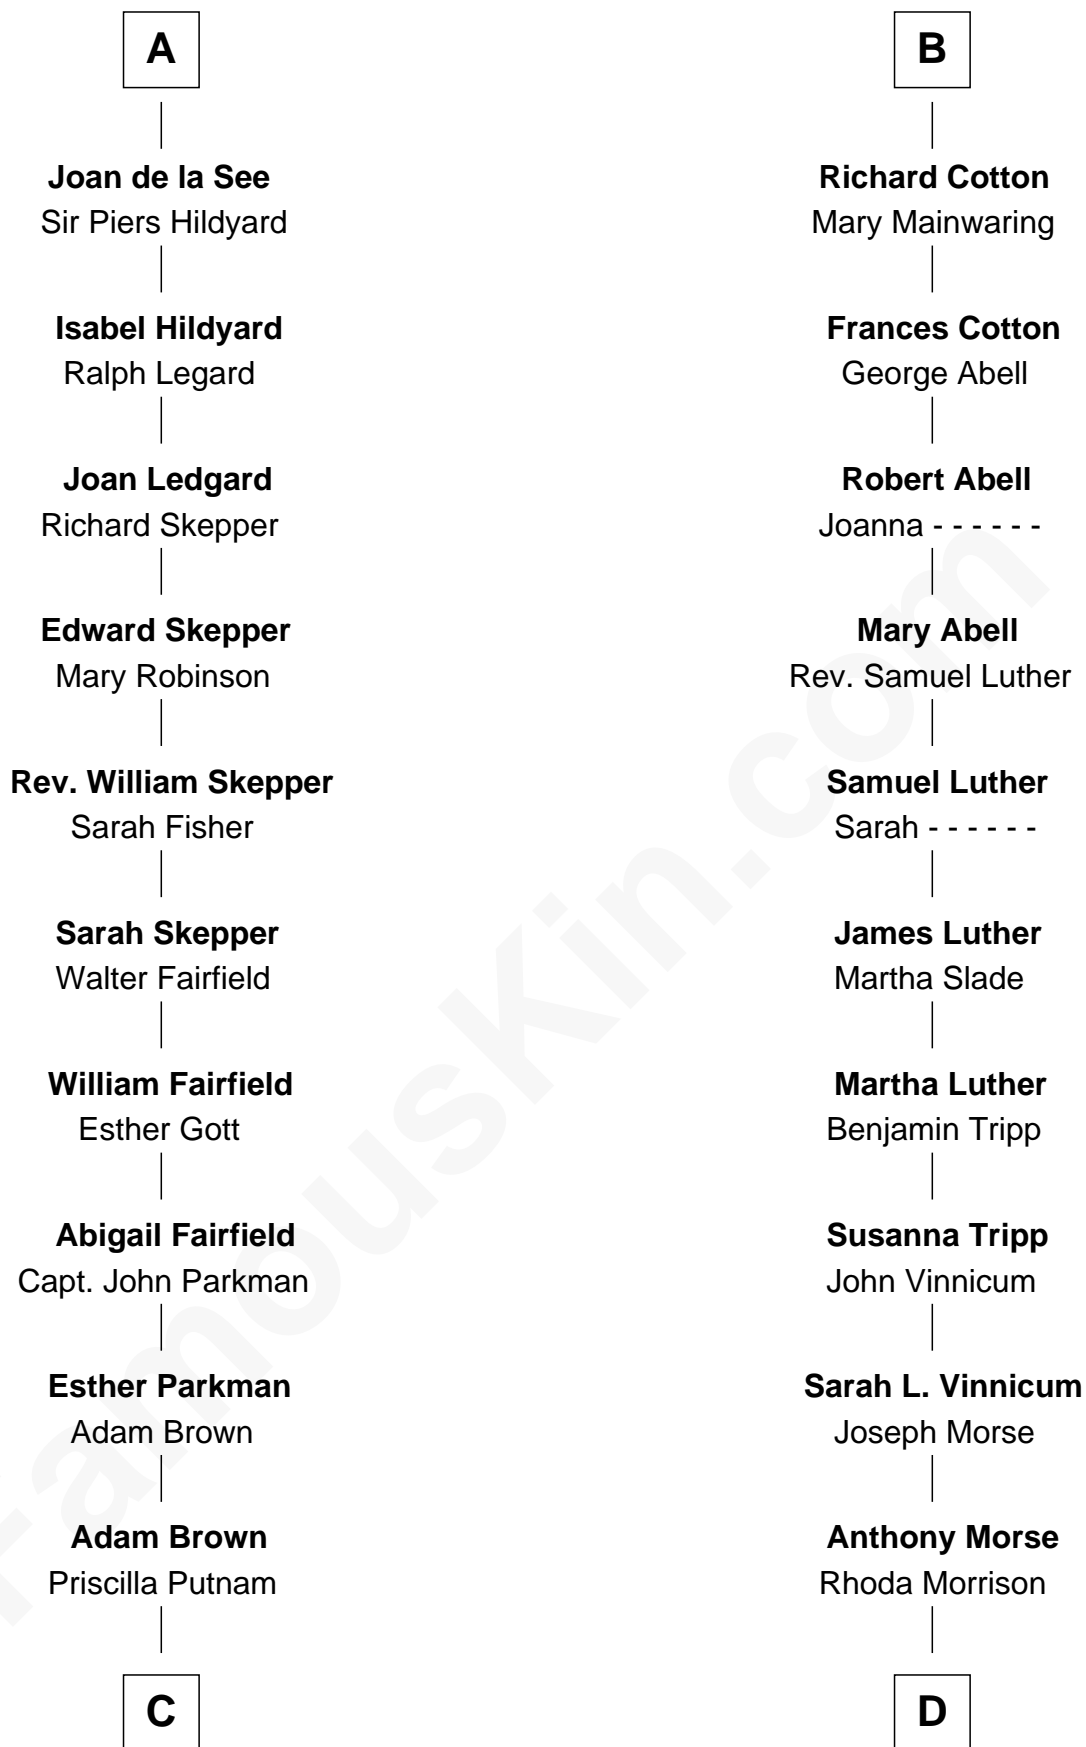 A
Joan de la See
Sir Piers Hildyard
Isabel Hildyard
Ralph Legard
Joan Ledgard
Richard Skepper
Edward Skepper
Mary Robinson
Rev. William Skepper
Sarah Fisher
Sarah Skepper
Walter Fairfield
William Fairfield
Esther Gott
Abigail Fairfield
Capt. John Parkman
Esther Parkman
Adam Brown
Adam Brown
Priscilla Putnam
C
B
Richard Cotton
Mary Mainwaring
Frances Cotton
George Abell
Robert Abell
Joanna - - - - - -
Mary Abell
Rev. Samuel Luther
Samuel Luther
Sarah - - - - - -
James Luther
Martha Slade
Martha Luther
Benjamin Tripp
Susanna Tripp
John Vinnicum
Sarah L. Vinnicum
Joseph Morse
Anthony Morse
Rhoda Morrison
D
FamousKin.com